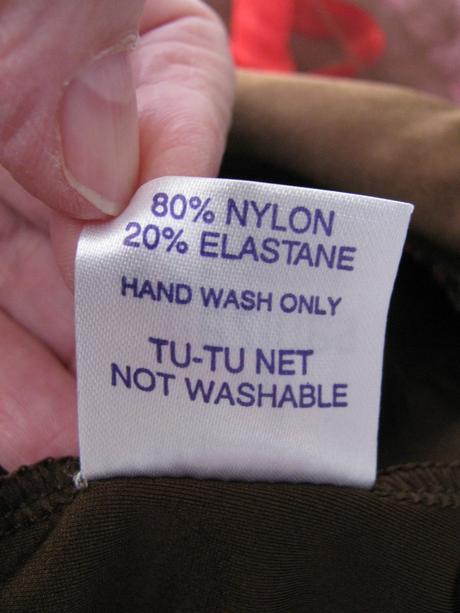 80% NYLON
20% ELASTANE
HAND WASH ONLY
TU-TU NET
NOT WASHABLE